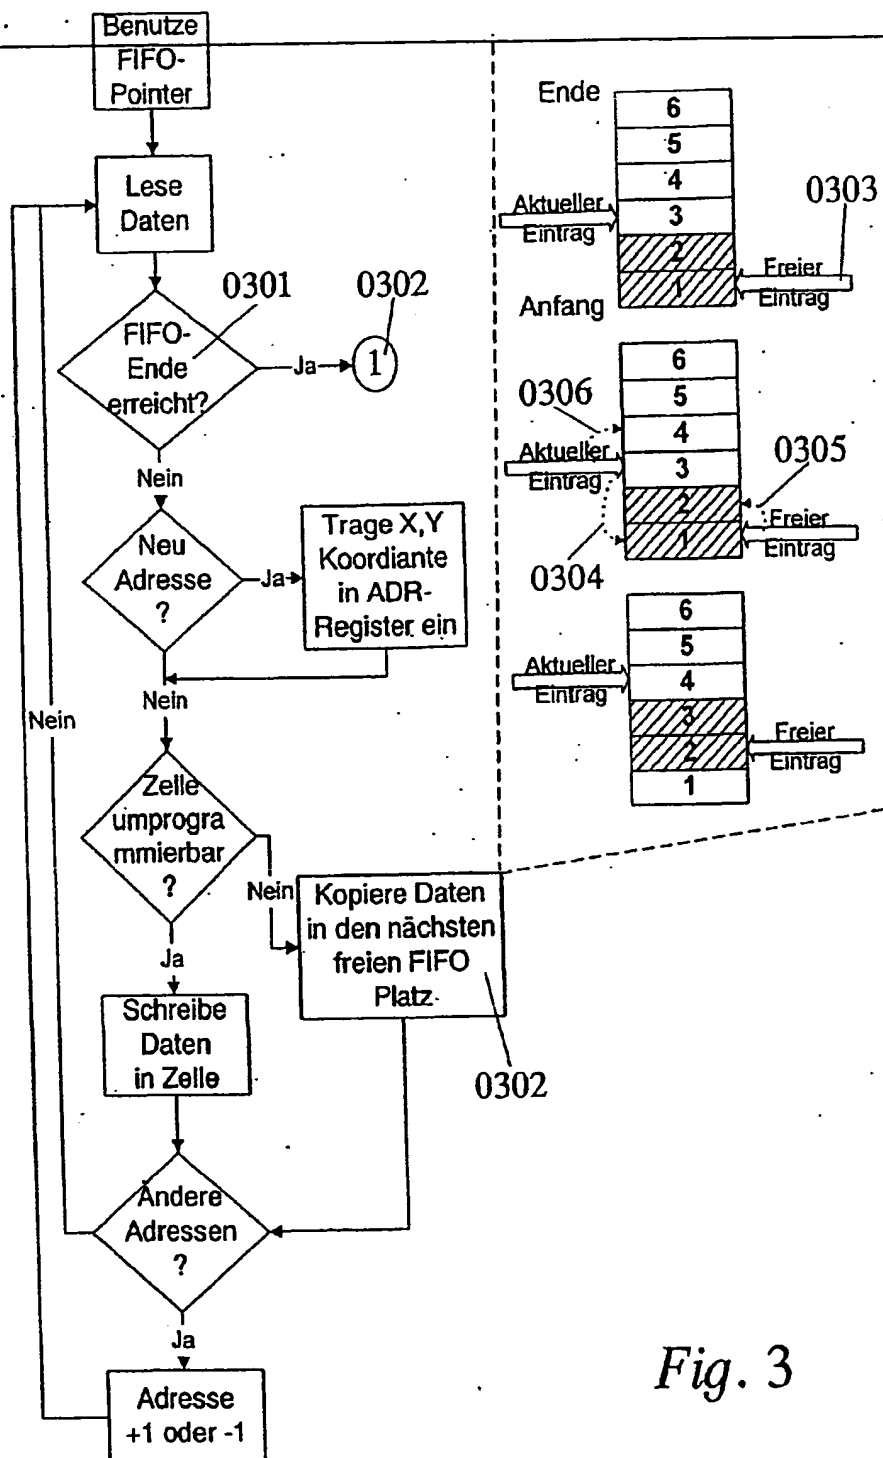 Benutze
FIFO-
Pointer
Lese
Daten
0301
0302
FIFO-
Ende
erreicht?
Ja
1
Nein
Neu
Adresse
?
Ja
Trage X,Y
Koordiante
in ADR-
Register ein
Nein
Nein
Zelle
umprogra
mmierbar
?
Nein
Kopiere Daten
in den nächsten
freien FIFO
Platz
0302
Ja
Schreibe
Daten
in Zelle
Ändere
Adressen
?
Ja
Adresse
+1 oder -1
Ende
6
5
4
3
2
1
Aktueller
Eintrag
0303
Freier
Eintrag
Anfang
6
5
4
3
2
1
0306
Aktueller
Eintrag
0305
Freier
Eintrag
0304
6
5
4
3
2
1
Aktueller
Eintrag
Freier
Eintrag
Fig. 3